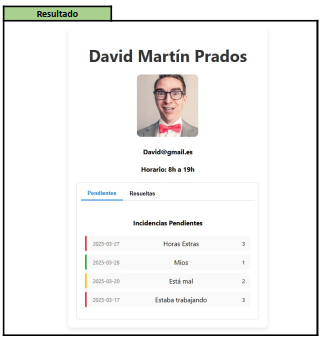 Resultado
David Martín Prados
David@gmail.es
Horario: 8h a 19h
Pendientes Resueltas
Incidencias Pendientes
2025-03-27 Horas Extras 3
2025-03-26 Mios 1
2025-03-20 Está mal 2
2025-03-17 Estaba trabajando 3